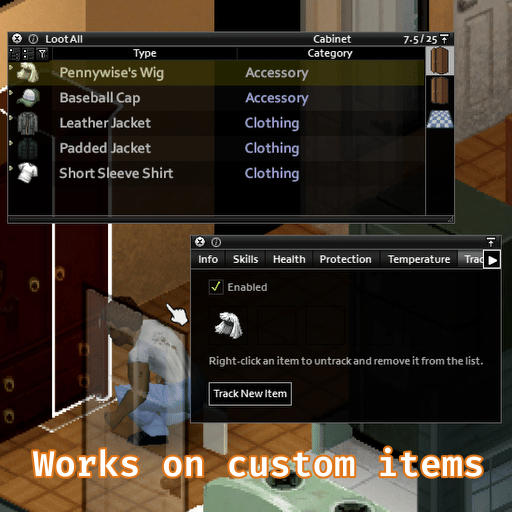 Loot All Cabinet 7.5 / 25
Type Category
Pennywise's Wig Accessory
Baseball Cap Accessory
Leather Jacket Clothing
Padded Jacket Clothing
Short Sleeve Shirt Clothing
Info Skills Health Protection Temperature Trac
Enabled
Right-click an item to untrack and remove it from the list.
Track New Item
Works on custom items